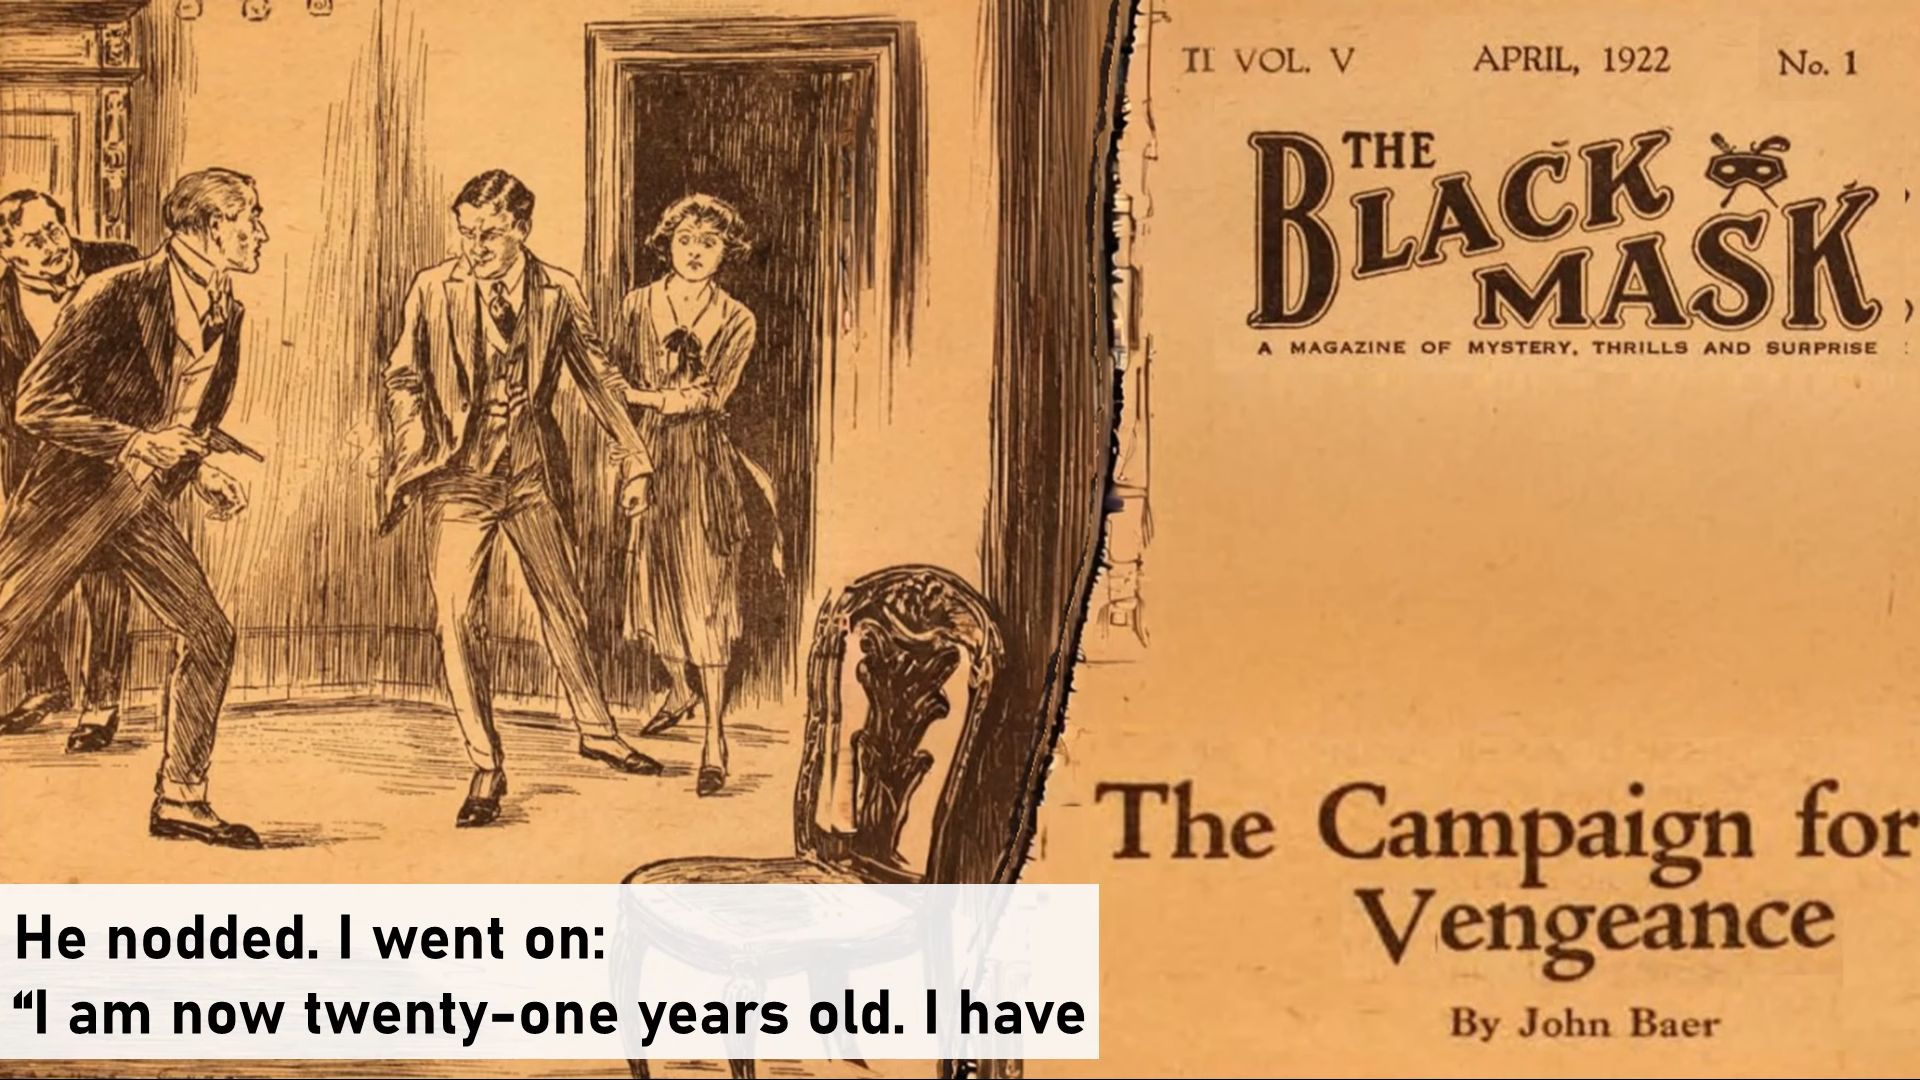 TI VOL. V APRIL, 1922 No. 1
THE
BLACK
MASK
A MAGAZINE OF MYSTERY, THRILLS AND SURPRISE
The Campaign for
Vengeance
By John Baer
He nodded. I went on:
“I am now twenty-one years old. I have